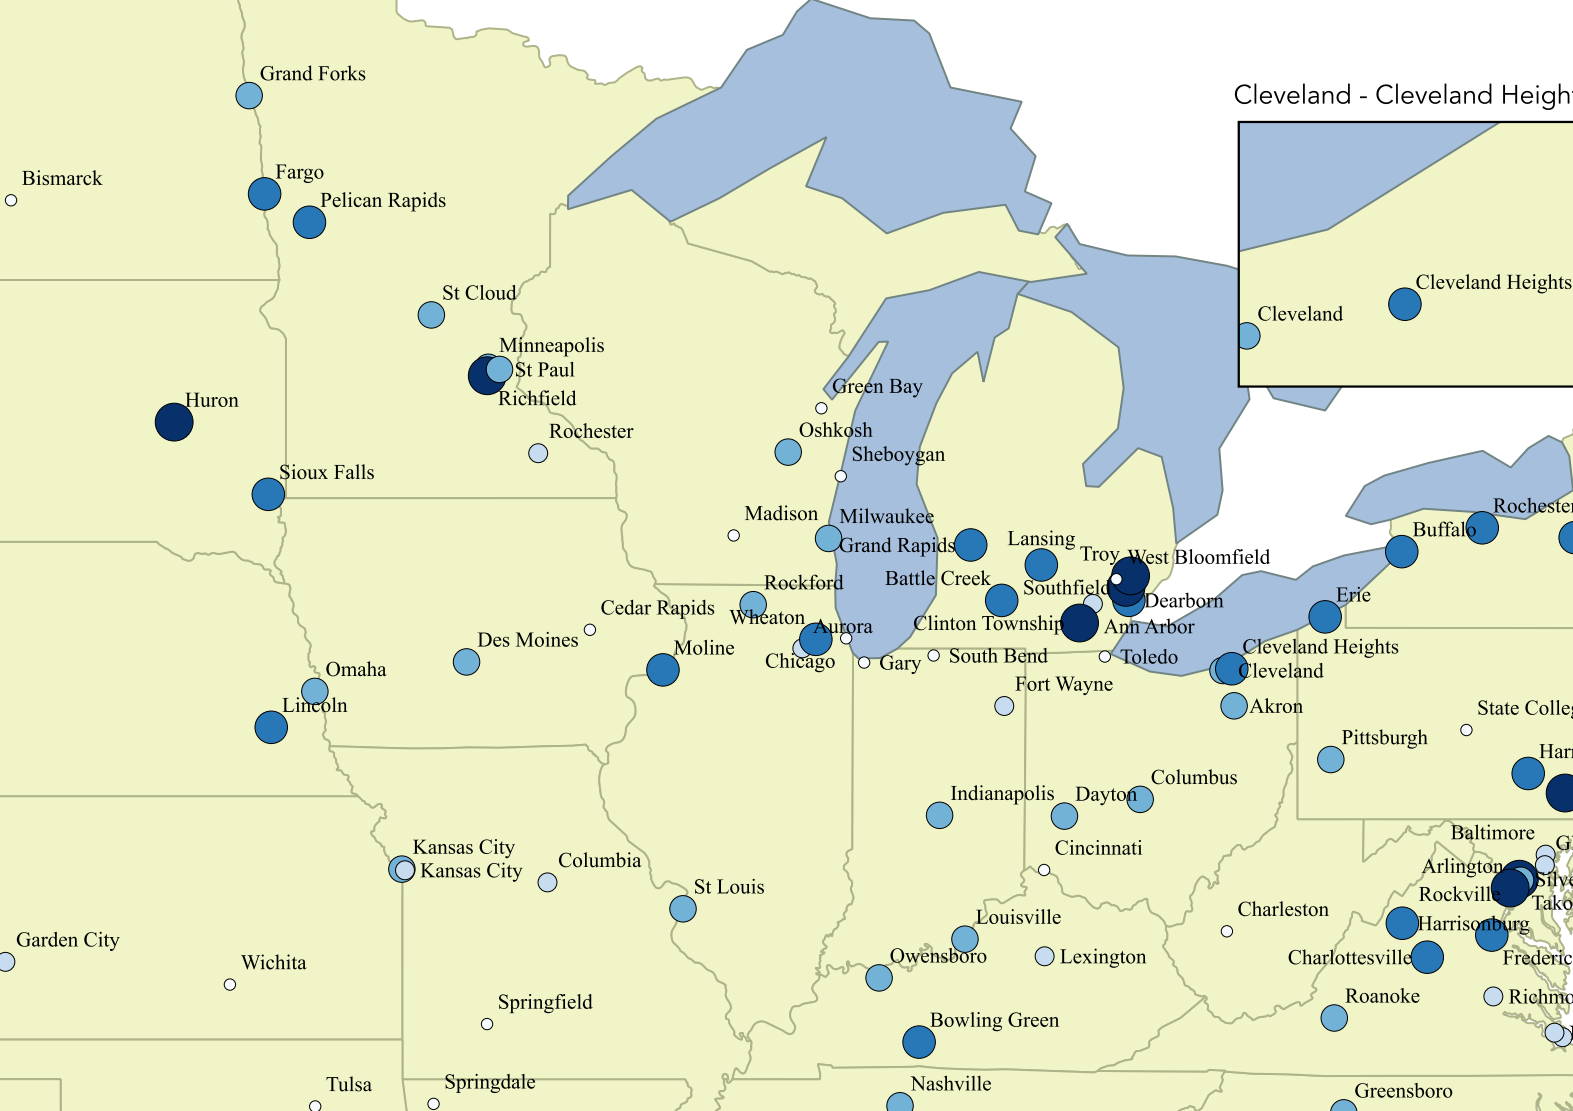 Grand Forks
Cleveland - Cleveland Heigh
Fargo
Bismarck
Pelican Rapids
St Cloud
Cleveland Heights
Cleveland
Minneapolis
St Paul
Green Bay
Richfield
Huron
Rochester
Oshkosh
Sheboygan
Sioux Falls
Rochester
Madison
Milwaukee
Buffalo
Lansing
Grand Rapids
Troy
West Bloomfield
Battle Creek
Rockford
Southfield
Erie
Dearborn
Cedar Rapids
Wheaton
Clinton Township
Aurora
Ann Arbor
Des Moines
Moline
Cleveland Heights
South Bend
Toledo
Chicago
Gary
Omaha
Cleveland
Fort Wayne
Lincoln
Akron
State Colleg
Pittsburgh
Harr
Columbus
Indianapolis
Dayton
Baltimore
Kansas City
Cincinnati
G
Columbia
Arlington
Kansas City
Silve
St Louis
Rockville
Tako
Charleston
Louisville
Harrisonburg
Garden City
Owensboro
Lexington
Charlottesville
Frederic
Wichita
Roanoke
Richmo
Springfield
Bowling Green
Tulsa
Springdale
Nashville
Greensboro